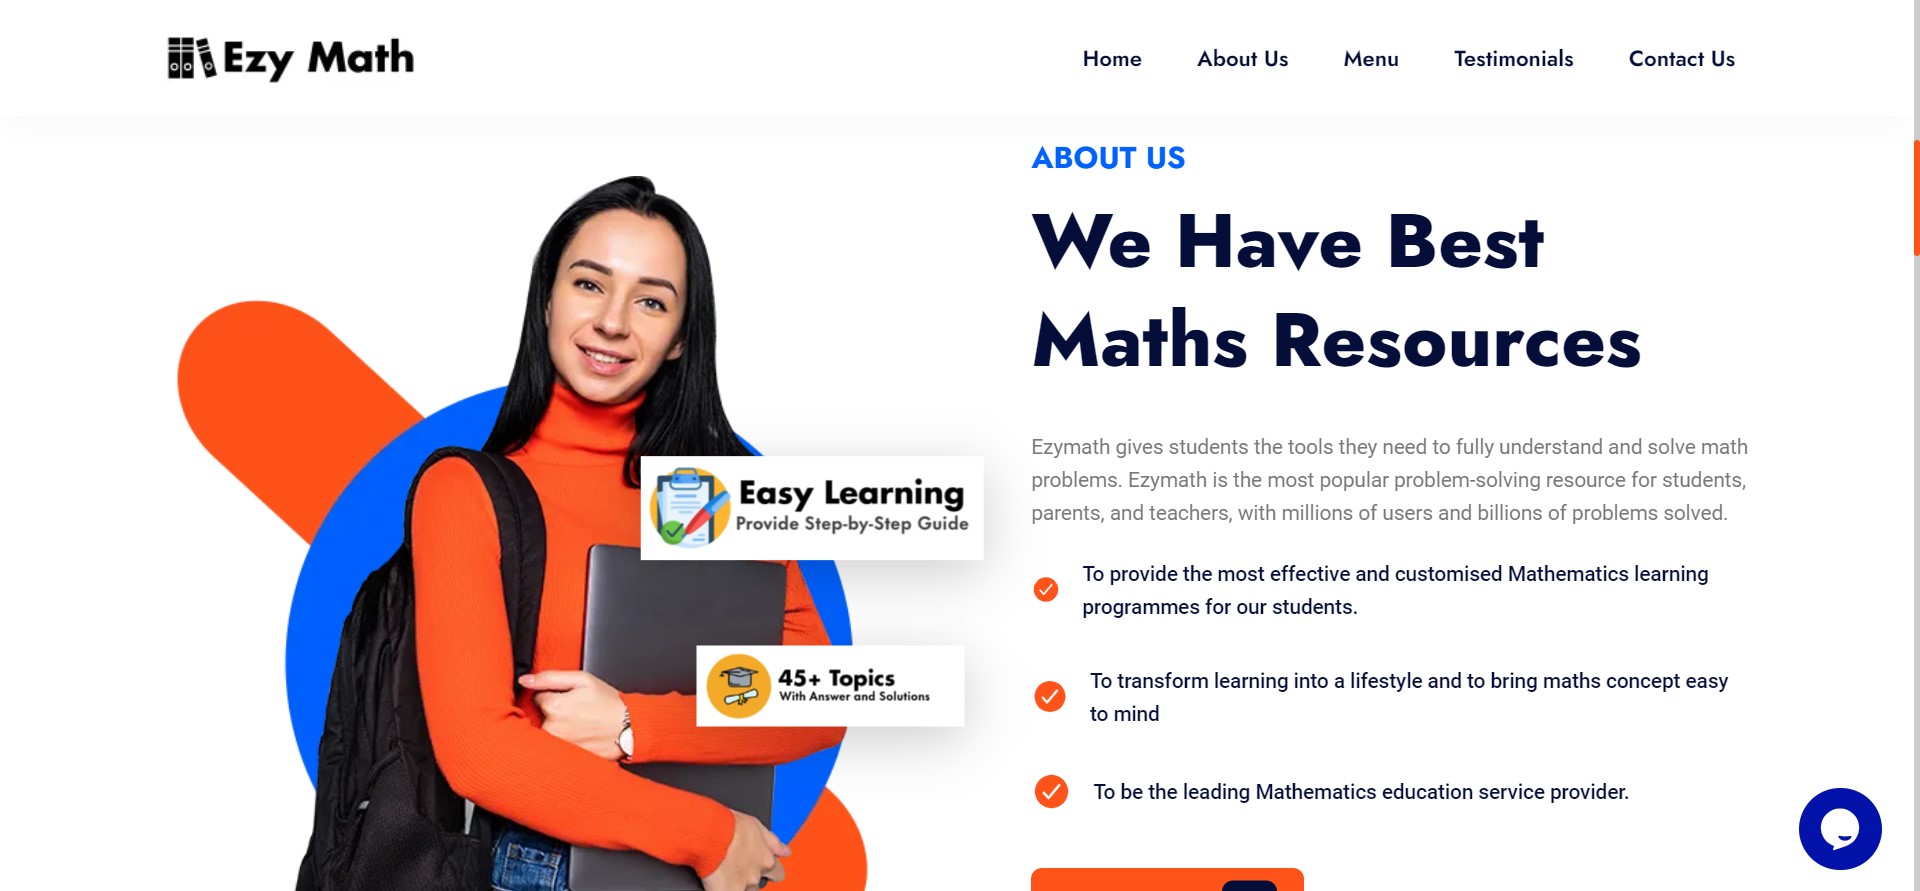 Ezy Math
Home
About Us
Menu
Testimonials
Contact Us
ABOUT US
We Have Best
Maths Resources
Ezymath gives students the tools they need to fully understand and solve math
problems. Ezymath is the most popular problem-solving resource for students,
parents, and teachers, with millions of users and billions of problems solved.
Easy Learning
Provide Step-by-Step Guide
To provide the most effective and customised Mathematics learning
programmes for our students.
45+ Topics
With Answer and Solutions
To transform learning into a lifestyle and to bring maths concept easy
to mind
To be the leading Mathematics education service provider.